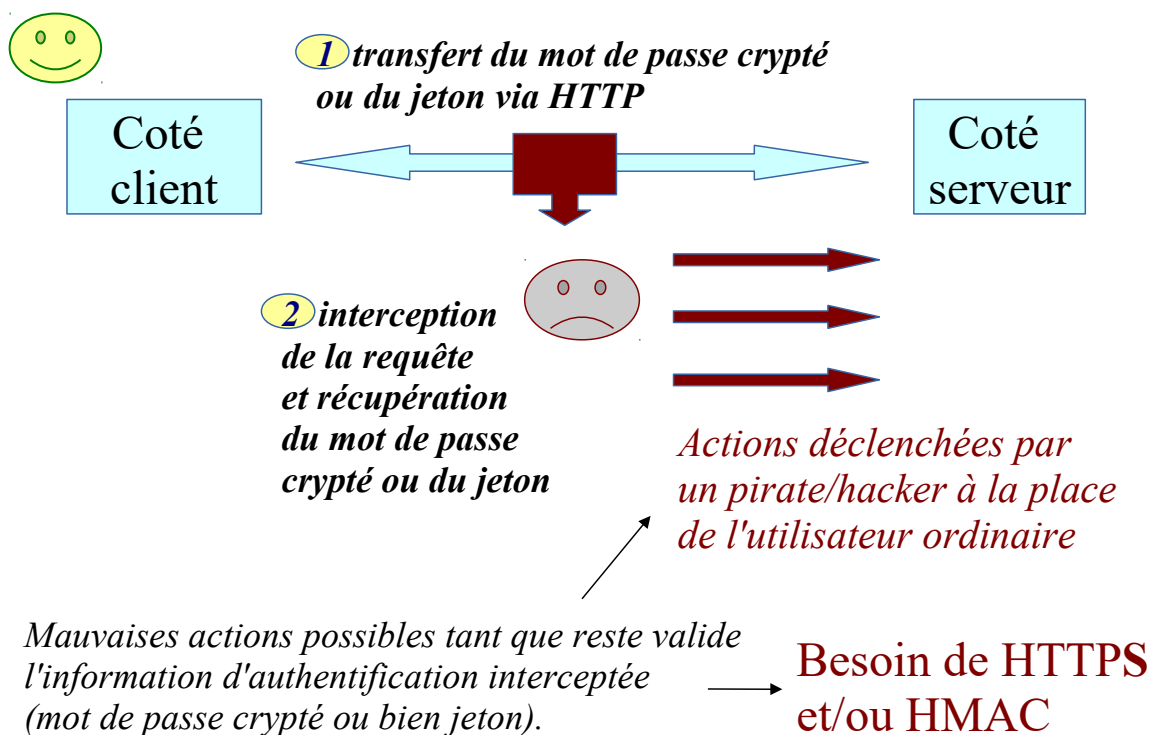 1 transfert du mot de passe crypté
ou du jeton via HTTP
Coté
client
Coté
serveur
2 interception
de la requête
et récupération
du mot de passe
crypté ou du jeton
Actions déclenchées par
un pirate/hacker à la place
de l'utilisateur ordinaire
Mauvaises actions possibles tant que reste valide
l'information d'authentification interceptée
(mot de passe crypté ou bien jeton).
Besoin de HTTPS
et/ou HMAC